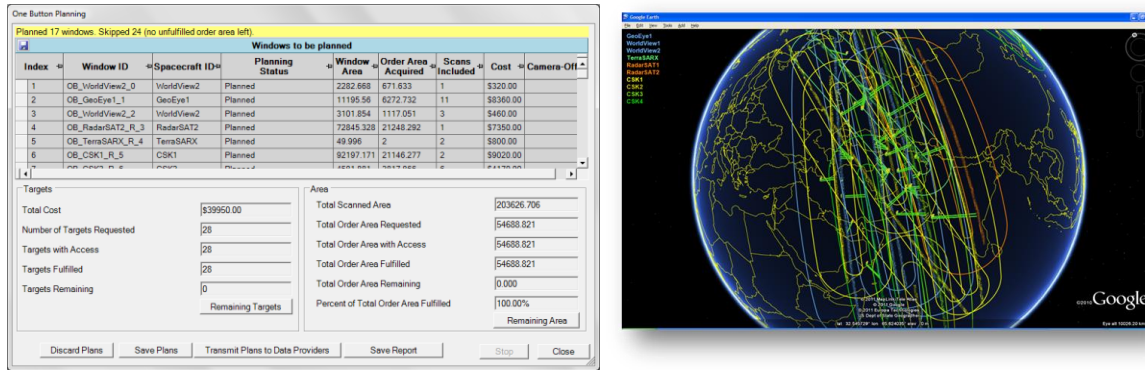 One Button Planning
Planned 17 windows. Skipped 24 (no unfulfilled order area left).
Windows to be planned
Index Window ID Spacecraft ID Planning Status Window Area Order Area Acquired Scans Included Cost Camera-Off
1 OB_WorldView2_0 WorldView2 Planned 2282.668 671.633 1 $320.00
2 OB_GeoEye1_1 GeoEye1 Planned 11195.56 6272.732 11 $8360.00
3 OB_WorldView2_2 WorldView2 Planned 3101.854 1117.051 3 $460.00
4 OB_RadarSAT2_R_3 RadarSAT2 Planned 72845.328 21248.292 1 $7350.00
5 OB_TerraSARX_R_4 TerraSARX Planned 49.996 2 2 $800.00
6 OB_CSK1_R_5 CSK1 Planned 92197.171 21146.277 2 $9020.00
Targets
Total Cost $39950.00
Number of Targets Requested 28
Targets with Access 28
Targets Fulfilled 28
Targets Remaining 0
Remaining Targets
Area
Total Scanned Area 203626.706
Total Order Area Requested 54688.821
Total Order Area with Access 54688.821
Total Order Area Fulfilled 54688.821
Total Order Area Remaining 0.000
Percent of Total Order Area Fulfilled 100.00%
Remaining Area
Discard Plans Save Plans Transmit Plans to Data Providers Save Report Stop Close
Google Earth
File Edit View Tools Add Help
GeoEye1
WorldView1
WorldView2
TerraSARX
RadarSAT1
RadarSAT2
CSK1
CSK2
CSK3
CSK4
©2010 Google